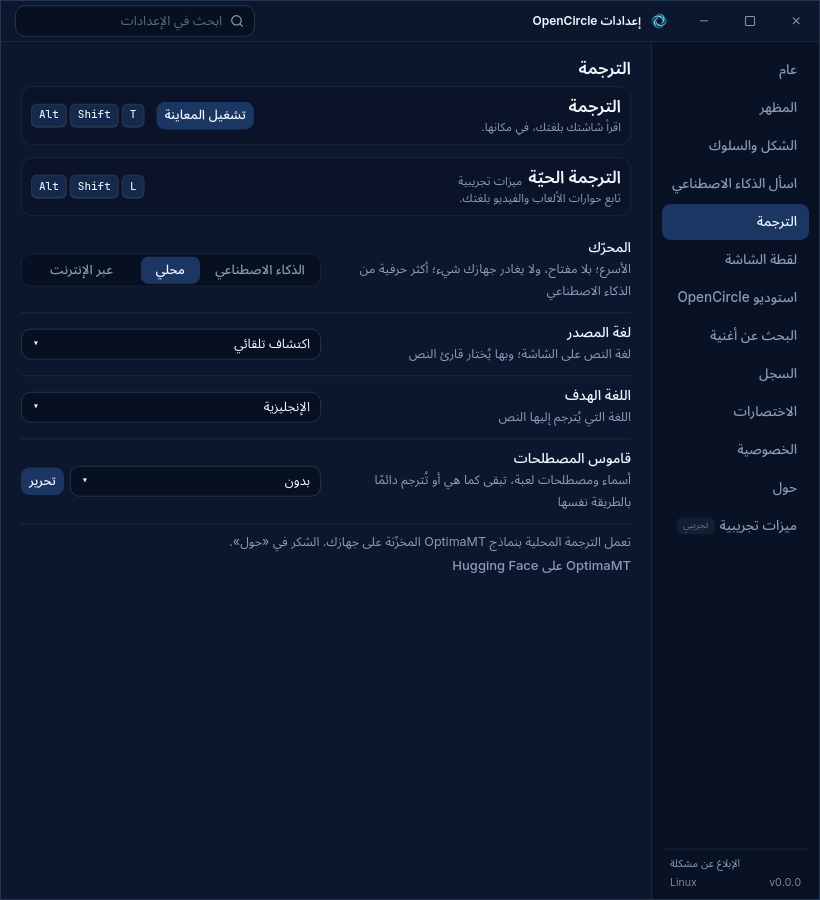 إعدادات OpenCircle
ابحث في الإعدادات
عام
المظهر
الشكل والسلوك
اسأل الذكاء الاصطناعي
الترجمة
لقطة الشاشة
استوديو OpenCircle
البحث عن أغنية
السجل
الاختصارات
الخصوصية
حول
ميزات تجريبية تجريبي
الإبلاغ عن مشكلة
v0.0.0 Linux
الترجمة
الترجمة
اقرأ شاشتك بلغتك، في مكانها.
تشغيل المعاينة
Alt Shift T
الترجمة الحيّة ميزات تجريبية
تابع حوارات الألعاب والفيديو بلغتك.
Alt Shift L
المحرّك
الأسرع؛ بلا مفتاح، ولا يغادر جهازك شيء؛ أكثر حرفية من
الذكاء الاصطناعي
الذكاء الاصطناعي محلي عبر الإنترنت
لغة المصدر
لغة النص على الشاشة؛ وبها يُختار قارئ النص
اكتشاف تلقائي
اللغة الهدف
اللغة التي يُترجم إليها النص
الإنجليزية
قاموس المصطلحات
أسماء ومصطلحات لعبة، تبقى كما هي أو تُترجم دائمًا
بالطريقة نفسها
بدون
تحرير
تعمل الترجمة المحلية بنماذج OptimaMT المخزّنة على جهازك. الشكر في «حول».
OptimaMT على Hugging Face